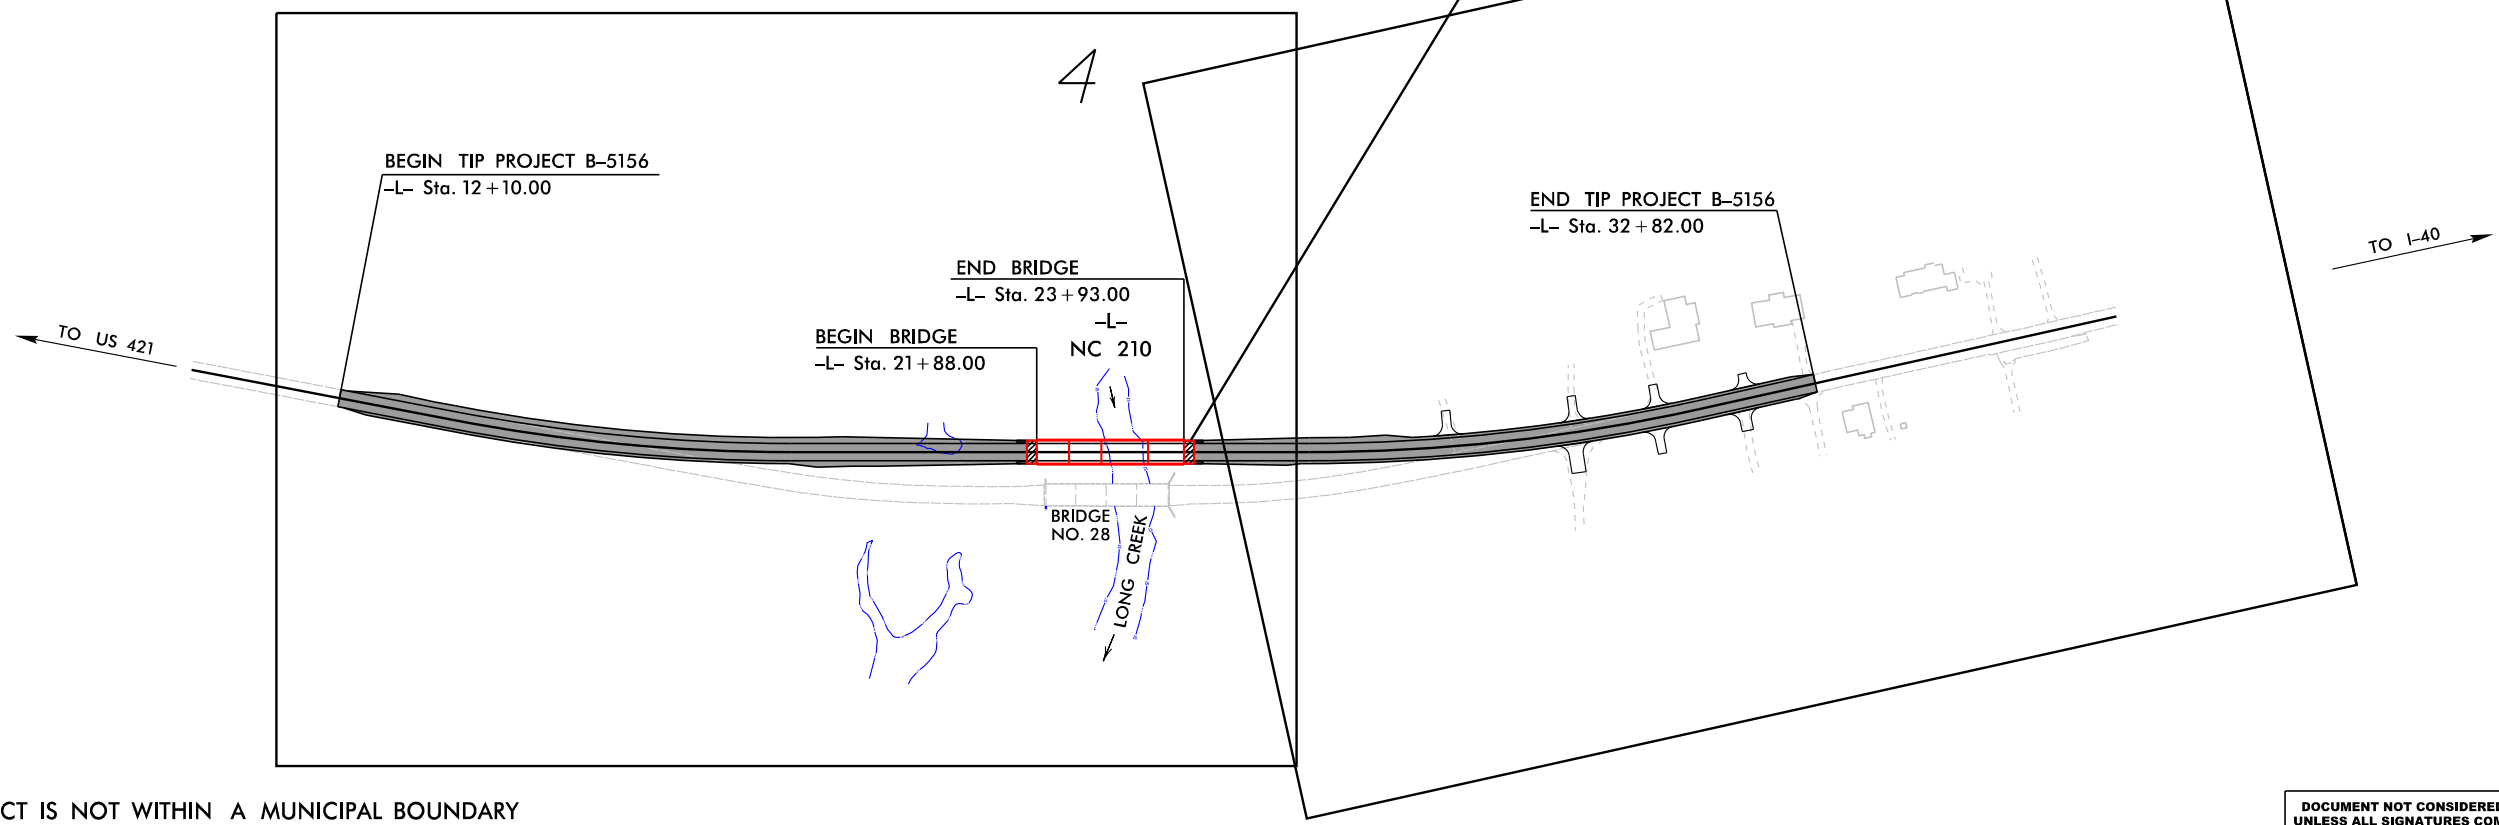 4
BEGIN TIP PROJECT B-5156
-L- Sta. 12+10.00
END TIP PROJECT B-5156
-L- Sta. 32+82.00
TO I-40
END BRIDGE
-L- Sta. 23+93.00
-L-
NC 210
BEGIN BRIDGE
-L- Sta. 21+88.00
TO US 421
BRIDGE
NO. 28
LONG CREEK
CT IS NOT WITHIN A MUNICIPAL BOUNDARY
DOCUMENT NOT CONSIDERED
UNLESS ALL SIGNATURES COM